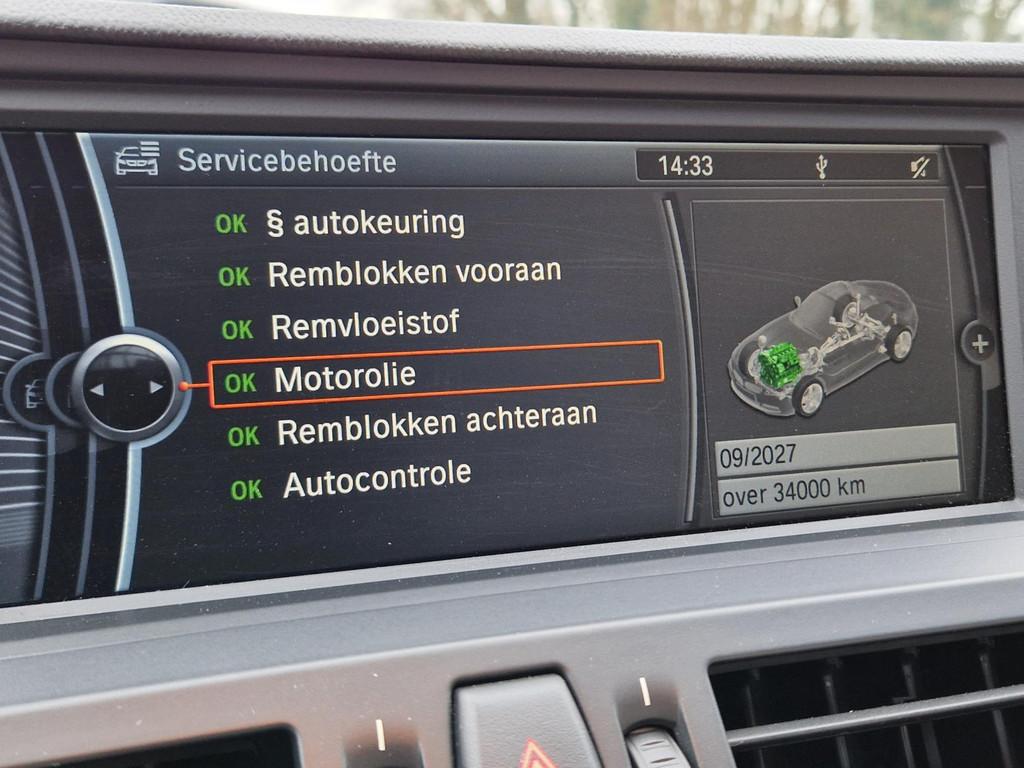 Servicebehoefte
14:33
OK § autokeuring
OK Remblokken vooraan
OK Remvloeistof
OK Motorolie
OK Remblokken achteraan
OK Autocontrole
09/2027
over 34000 km